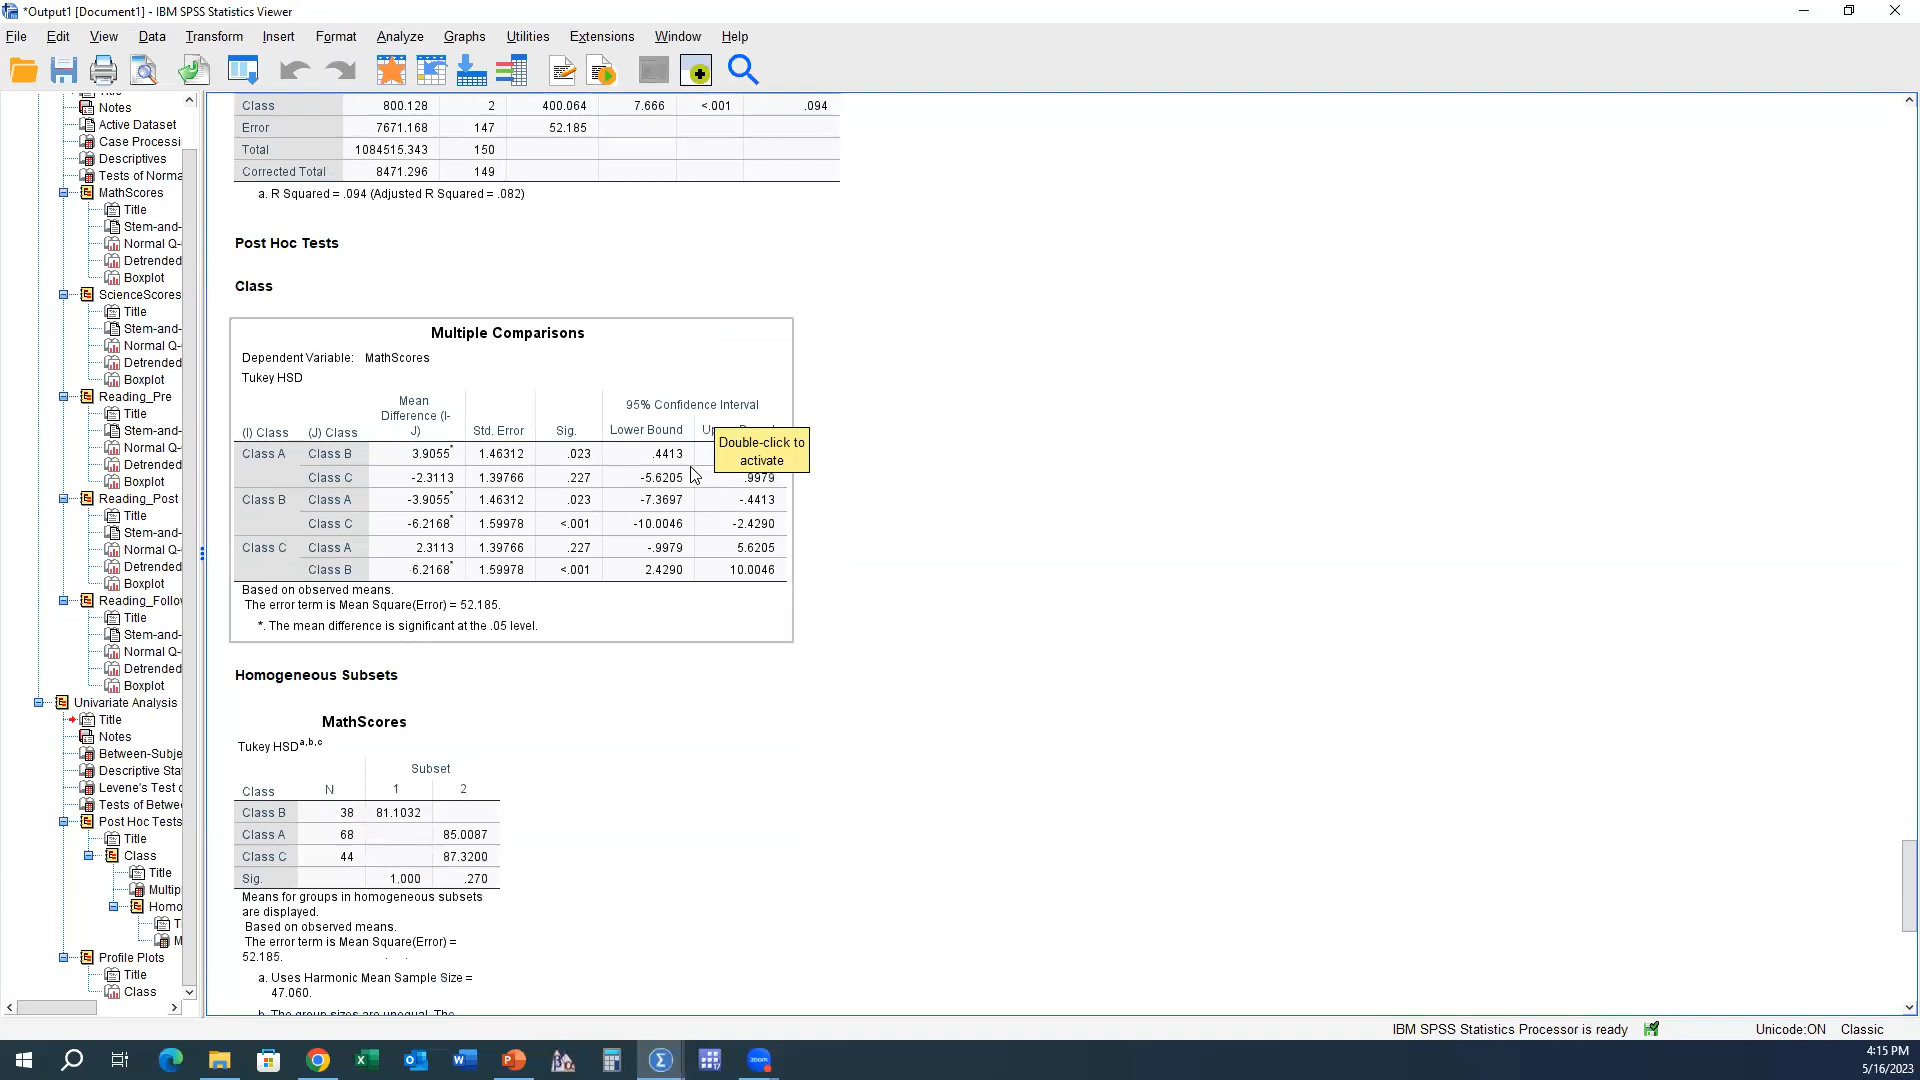 *Output1 [Document1] - IBM SPSS Statistics Viewer
File Edit View Data Transform Insert Format Analyze Graphs Utilities Extensions Window Help
Notes
Active Dataset
Case Processi
Descriptives
Tests of Norma
MathScores
Title
Stem-and-
Normal Q-
Detrended
Boxplot
ScienceScores
Title
Stem-and-
Normal Q-
Detrended
Boxplot
Reading_Pre
Title
Stem-and-
Normal Q-
Detrended
Boxplot
Reading_Post
Title
Stem-and-
Normal Q-
Detrended
Boxplot
Reading_Follo
Title
Stem-and-
Normal Q-
Detrended
Boxplot
Univariate Analysis
Title
Notes
Between-Subje
Descriptive Sta
Levene's Test o
Tests of Betwe
Post Hoc Tests
Title
Class
Title
Multip
Homo
T
M
Profile Plots
Title
Class
Class 800.128 2 400.064 7.666 <.001 .094
Error 7671.168 147 52.185
Total 1084515.343 150
Corrected Total 8471.296 149
a. R Squared = .094 (Adjusted R Squared = .082)
Post Hoc Tests
Class
Multiple Comparisons
Dependent Variable: MathScores
Tukey HSD
95% Confidence Interval
(I) Class (J) Class Mean Difference (I-J) Std. Error Sig. Lower Bound
Class A Class B 3.9055* 1.46312 .023 .4413
Class C -2.3113 1.39766 .227 -5.6205 .9979
Class B Class A -3.9055* 1.46312 .023 -7.3697 -.4413
Class C -6.2168* 1.59978 <.001 -10.0046 -2.4290
Class C Class A 2.3113 1.39766 .227 -.9979 5.6205
Class B 6.2168* 1.59978 <.001 2.4290 10.0046
Based on observed means.
The error term is Mean Square(Error) = 52.185.
*. The mean difference is significant at the .05 level.
Double-click to
activate
Homogeneous Subsets
MathScores
Tukey HSDa,b,c
Subset
Class N 1 2
Class B 38 81.1032
Class A 68 85.0087
Class C 44 87.3200
Sig. 1.000 .270
Means for groups in homogeneous subsets
are displayed.
Based on observed means.
The error term is Mean Square(Error) =
52.185.
a. Uses Harmonic Mean Sample Size =
47.060.
b. The group sizes are unequal. The
IBM SPSS Statistics Processor is ready Unicode:ON Classic
zoom
4:15 PM
5/16/2023